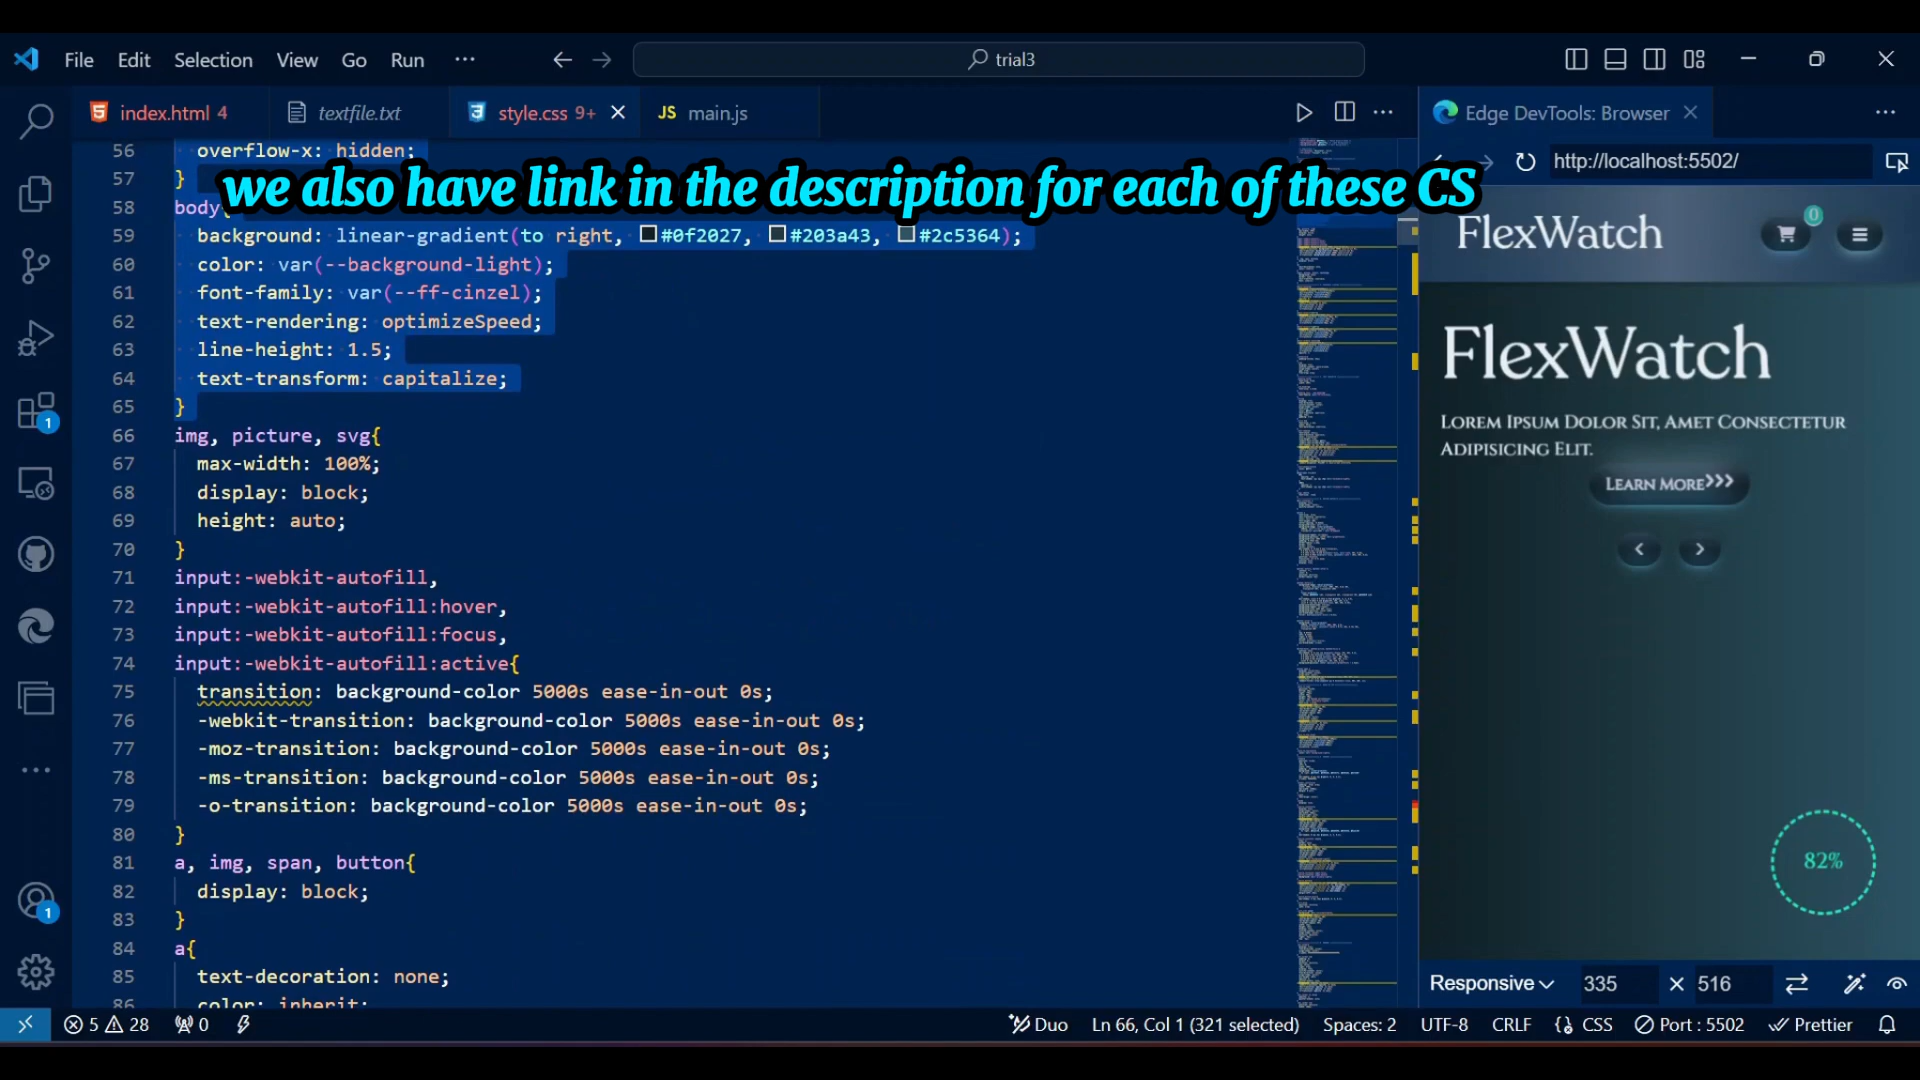 File Edit Selection View Go Run ··· trial3
index.html 4 textfile.txt style.css 9+ JS main.js
Edge DevTools: Browser
http://localhost:5502/
we also have link in the description for each of these CS
56 overflow-x: hidden;
57 }
58 body{
59 background: linear-gradient(to right, #0f2027, #203a43, #2c5364);
60 color: var(--background-light);
61 font-family: var(--ff-cinzel);
62 text-rendering: optimizeSpeed;
63 line-height: 1.5;
64 text-transform: capitalize;
65 }
66 img, picture, svg{
67 max-width: 100%;
68 display: block;
69 height: auto;
70 }
71 input:-webkit-autofill,
72 input:-webkit-autofill:hover,
73 input:-webkit-autofill:focus,
74 input:-webkit-autofill:active{
75 transition: background-color 5000s ease-in-out 0s;
76 -webkit-transition: background-color 5000s ease-in-out 0s;
77 -moz-transition: background-color 5000s ease-in-out 0s;
78 -ms-transition: background-color 5000s ease-in-out 0s;
79 -o-transition: background-color 5000s ease-in-out 0s;
80 }
81 a, img, span, button{
82 display: block;
83 }
84 a{
85 text-decoration: none;
86 color: inherit;
FlexWatch 0
FlexWatch
Lorem Ipsum Dolor Sit, Amet Consectetur
Adipisicing Elit.
Learn More
82%
Responsive 335 × 516
1
1
5 28 0 Duo Ln 66, Col 1 (321 selected) Spaces: 2 UTF-8 CRLF {} CSS Port : 5502 Prettier